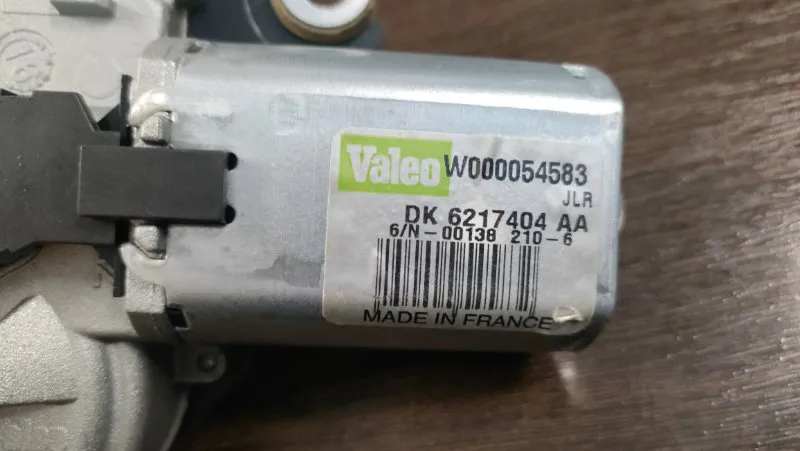 Valeo W000054583
JLR
DK 6217404 AA
6/N-00138 210-6
MADE IN FRANCE